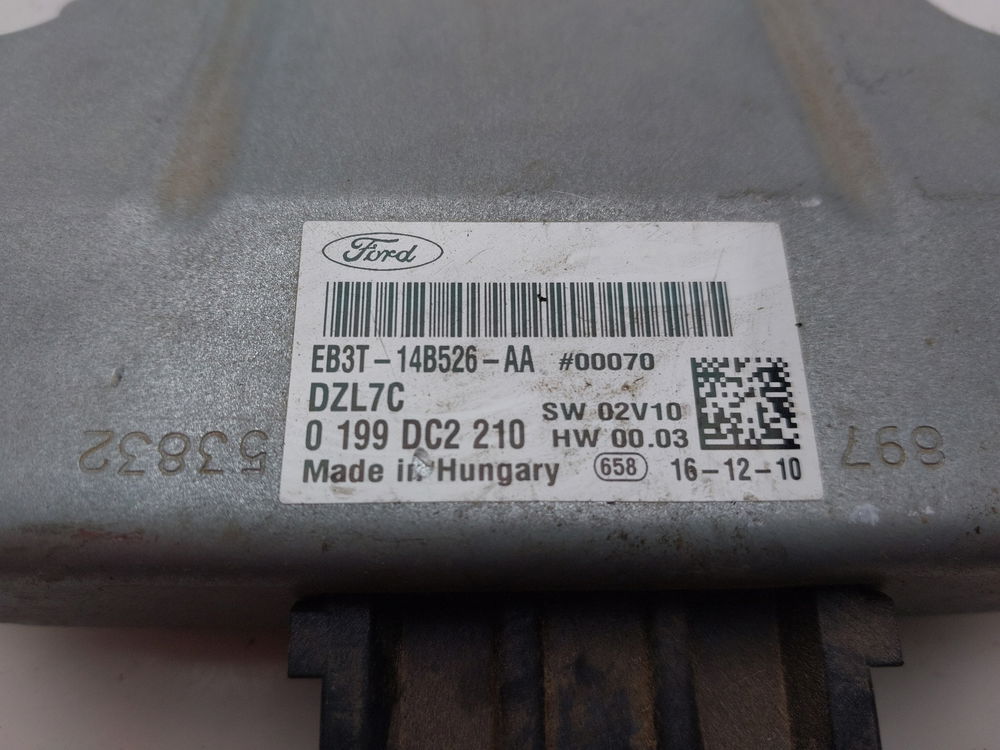 Ford
EB3T-14B526-AA #00070
DZL7C
SW 02V10
0 199 DC2 210 HW 00.03
Made in Hungary 658 16-12-10
53832
897